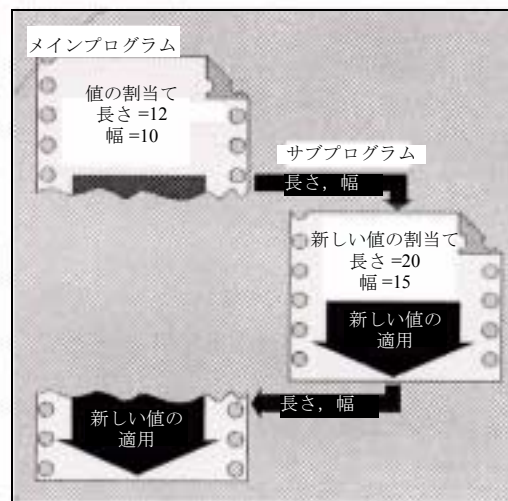 メインプログラム
値の割当て
長さ =12
幅 =10
サブプログラム
長さ，幅
新しい値の割当て
長さ =20
幅 =15
新しい値の
適用
長さ，幅
新しい値の
適用